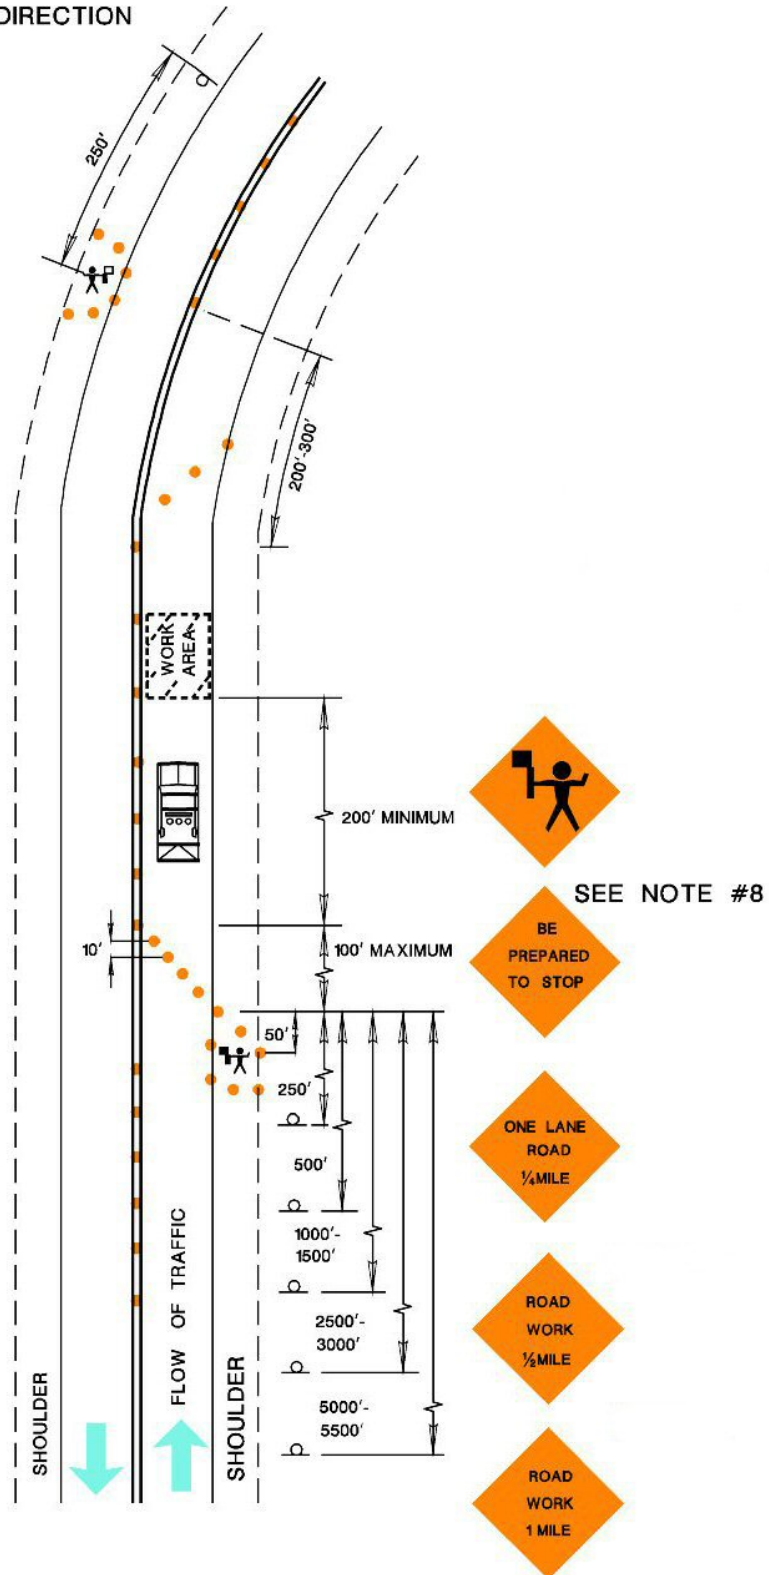 DIRECTION
250'
200'-300'
WORK
AREA
200' MINIMUM
SEE NOTE #8
BE
PREPARED
TO STOP
10'
100' MAXIMUM
50'
250'
ONE LANE
ROAD
¼MILE
500'
1000'-
1500'
ROAD
WORK
½MILE
2500'-
3000'
5000'-
5500'
FLOW OF TRAFFIC
SHOULDER
SHOULDER
ROAD
WORK
1 MILE